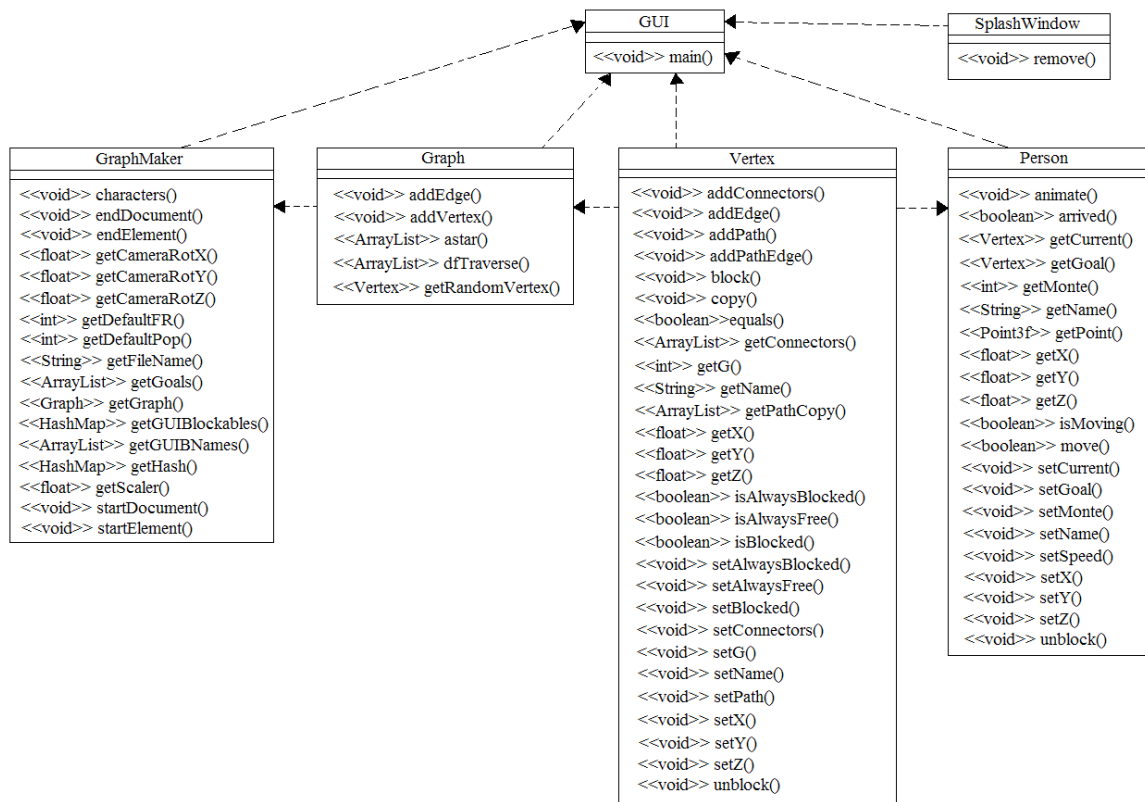 GUI
<<void>> main()
SplashWindow
<<void>> remove()
GraphMaker
<<void>> characters()
<<void>> endDocument()
<<void>> endElement()
<<float>> getCameraRotX()
<<float>> getCameraRotY()
<<float>> getCameraRotZ()
<<int>> getDefaultFR()
<<int>> getDefaultPop()
<<String>> getFileName()
<<ArrayList>> getGoals()
<<Graph>> getGraph()
<<HashMap>> getGUIBlockables()
<<ArrayList>> getGUIBNames()
<<HashMap>> getHash()
<<float>> getScaler()
<<void>> startDocument()
<<void>> startElement()
Graph
<<void>> addEdge()
<<void>> addVertex()
<<ArrayList>> astar()
<<ArrayList>> dfTraverse()
<<Vertex>> getRandomVertex()
Vertex
<<void>> addConnectors()
<<void>> addEdge()
<<void>> addPath()
<<void>> addPathEdge()
<<void>> block()
<<void>> copy()
<<boolean>>equals()
<<ArrayList>> getConnectors()
<<int>> getG()
<<String>> getName()
<<ArrayList>> getPathCopy()
<<float>> getX()
<<float>> getY()
<<float>> getZ()
<<boolean>> isAlwaysBlocked()
<<boolean>> isAlwaysFree()
<<boolean>> isBlocked()
<<void>> setAlwaysBlocked()
<<void>> setAlwaysFree()
<<void>> setBlocked()
<<void>> setConnectors()
<<void>> setG()
<<void>> setName()
<<void>> setPath()
<<void>> setX()
<<void>> setY()
<<void>> setZ()
<<void>> unblock()
Person
<<void>> animate()
<<boolean>> arrived()
<<Vertex>> getCurrent()
<<Vertex>> getGoal()
<<int>> getMonte()
<<String>> getName()
<<Point3f>> getPoint()
<<float>> getX()
<<float>> getY()
<<float>> getZ()
<<boolean>> isMoving()
<<boolean>> move()
<<void>> setCurrent()
<<void>> setGoal()
<<void>> setMonte()
<<void>> setName()
<<void>> setSpeed()
<<void>> setX()
<<void>> setY()
<<void>> setZ()
<<void>> unblock()